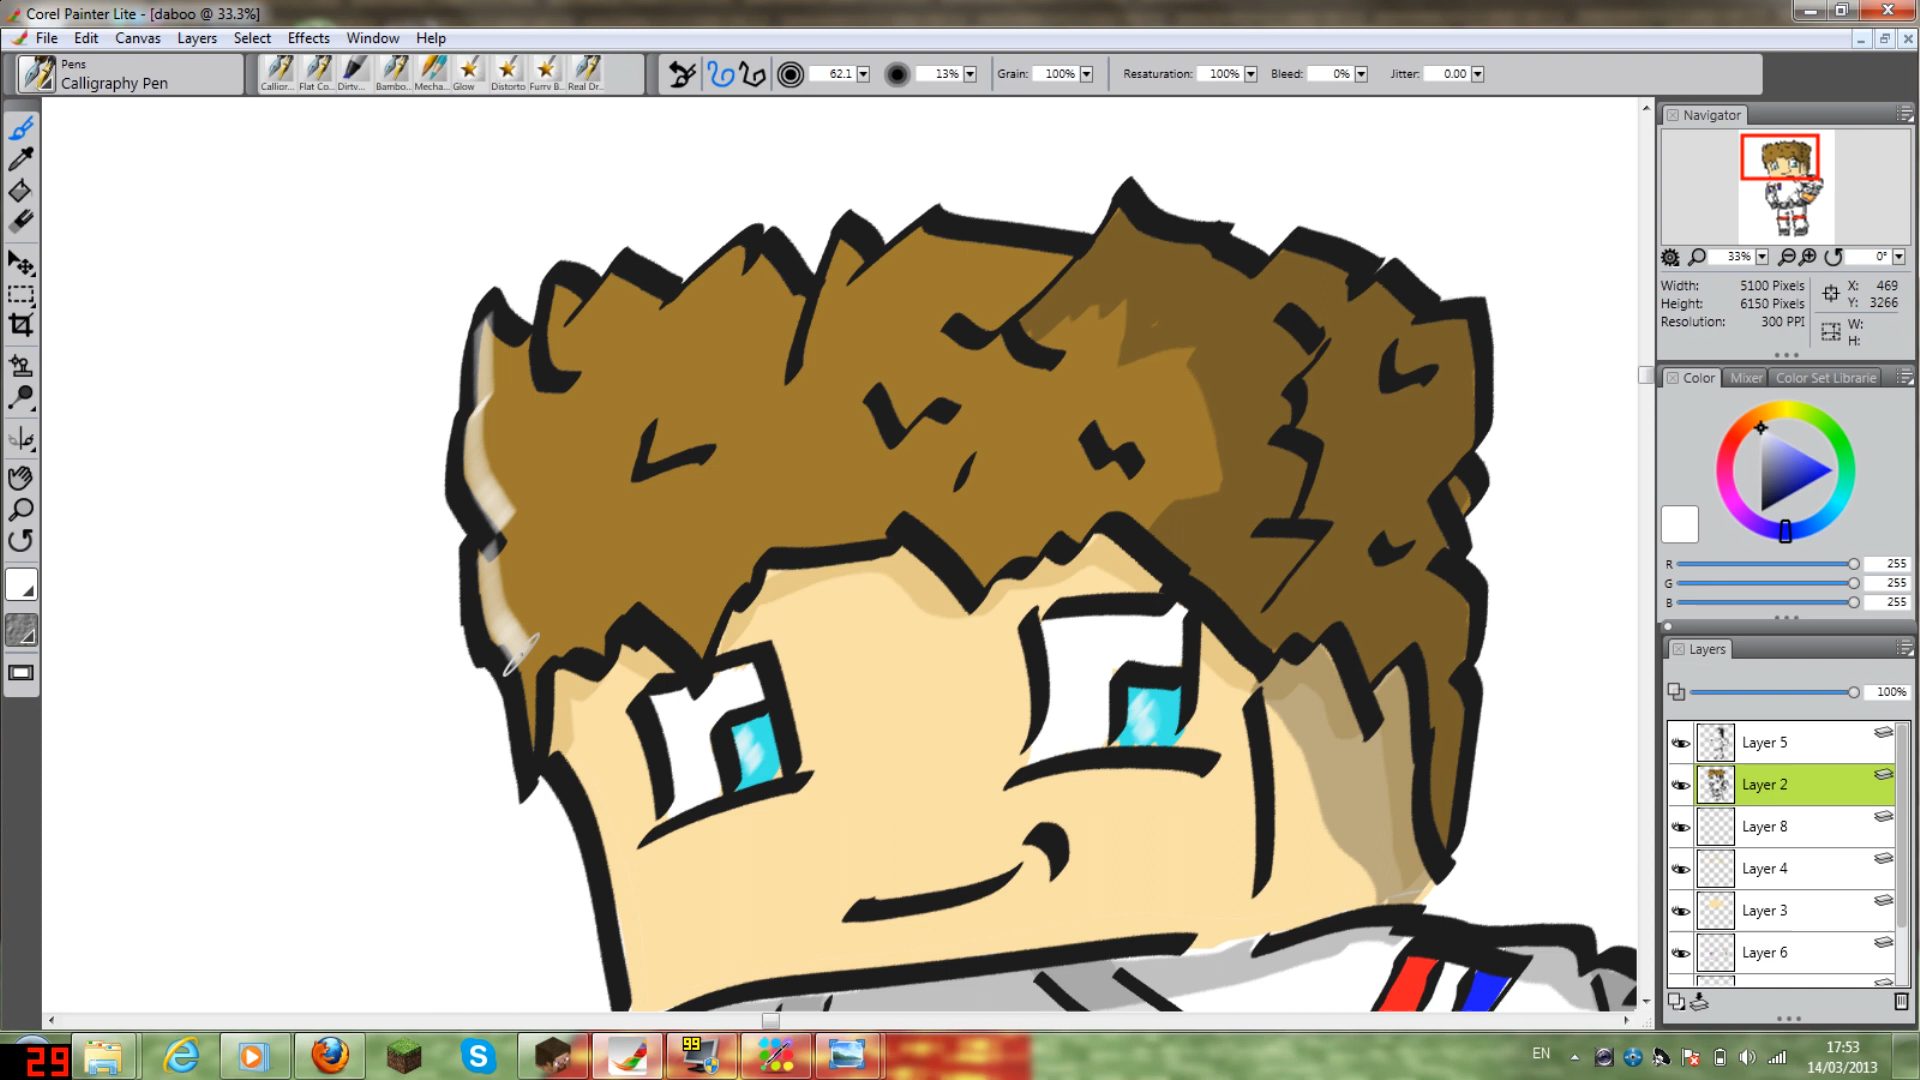 Corel Painter Lite - [daboo @ 33.3%]
File Edit Canvas Layers Select Effects Window Help
Pens
Calligraphy Pen
Calligr... Flat Co... Dirty... Bambo... Mecha... Glow Distorto Furry B... Real Dr...
62.1 13% Grain: 100% Resaturation: 100% Bleed: 0% Jitter: 0.00
Navigator
33% 0°
Width: 5100 Pixels X: 469
Height: 6150 Pixels Y: 3266
Resolution: 300 PPI W:
H:
Color Mixer Color Set Librarie
R 255
G 255
B 255
Layers
100%
Layer 5
Layer 2
Layer 8
Layer 4
Layer 3
Layer 6
29
99
EN
17:53
14/03/2013